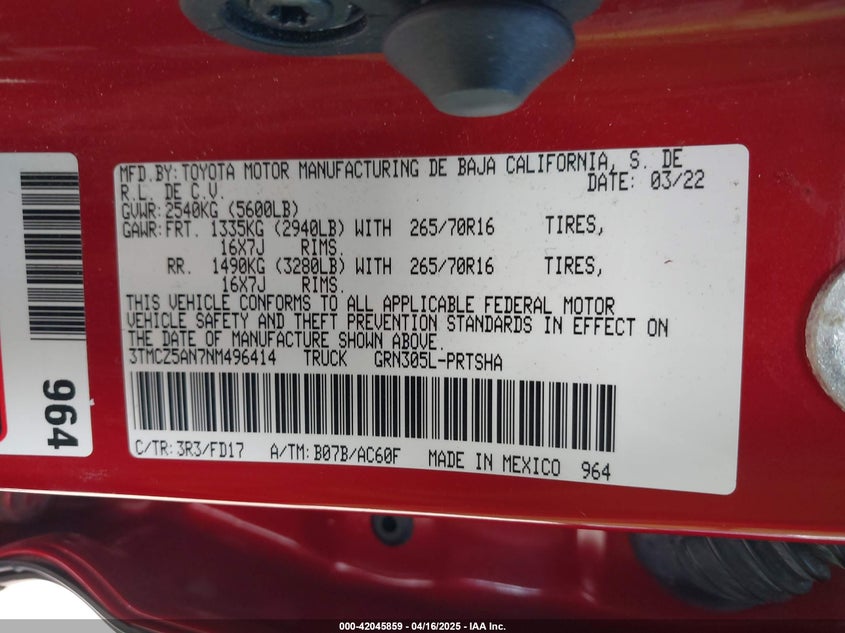 MFD.BY:TOYOTA MOTOR MANUFACTURING DE BAJA CALIFORNIA, S. DE
R.L. DE C.V. DATE: 03/22
GVWR:2540KG (5600LB)
GAWR:FRT. 1335KG (2940LB) WITH 265/70R16 TIRES,
16X7J RIMS.
RR. 1490KG (3280LB) WITH 265/70R16 TIRES,
16X7J RIMS.
THIS VEHICLE CONFORMS TO ALL APPLICABLE FEDERAL MOTOR
VEHICLE SAFETY AND THEFT PREVENTION STANDARDS IN EFFECT ON
THE DATE OF MANUFACTURE SHOWN ABOVE.
3TMCZ5AN7NM496414 TRUCK GRN305L-PRTSHA
C/TR:3R3/FD17 A/TM:B07B/AC60F MADE IN MEXICO 964
964
000-42045859 - 04/16/2025 - IAA Inc.